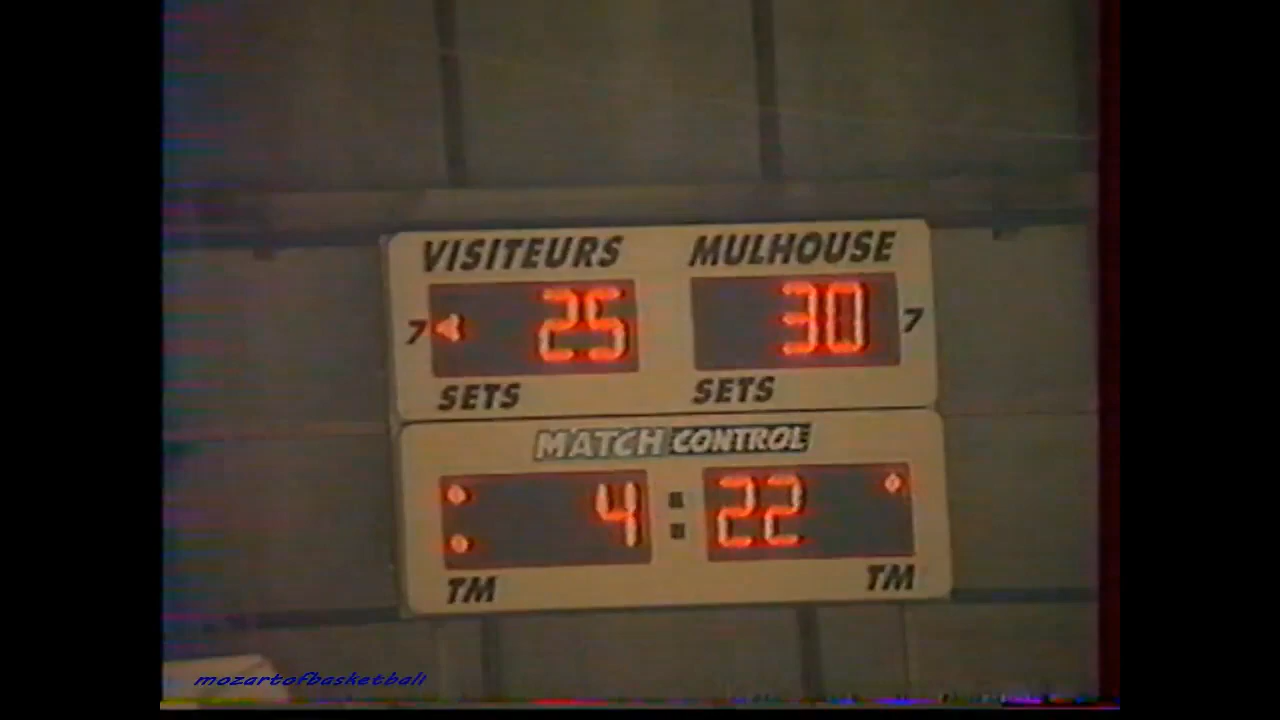 VISITEURS MULHOUSE
7 25 30 7
SETS SETS
MATCH CONTROL
4 : 22
TM TM
mozartofbasketball